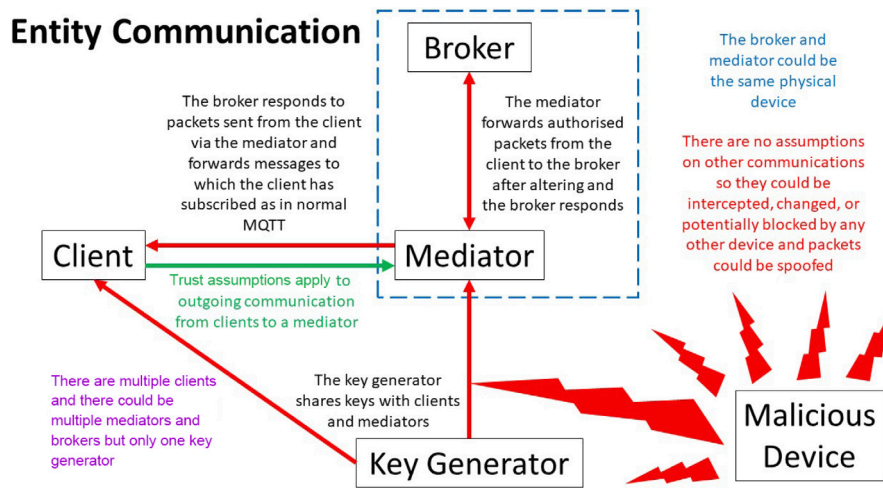 Entity Communication
Broker
The broker and
mediator could be
the same physical
device
The broker responds to
packets sent from the client
via the mediator and
forwards messages to
which the client has
subscribed as in normal
MQTT
The mediator
forwards authorised
packets from the
client to the broker
after altering and
the broker responds
There are no assumptions
on other communications
so they could be
intercepted, changed, or
potentially blocked by any
other device and packets
could be spoofed
Client
Mediator
Trust assumptions apply to
outgoing communication
from clients to a mediator
There are multiple clients
and there could be
multiple mediators and
brokers but only one key
generator
The key generator
shares keys with clients
and mediators
Key Generator
Malicious
Device